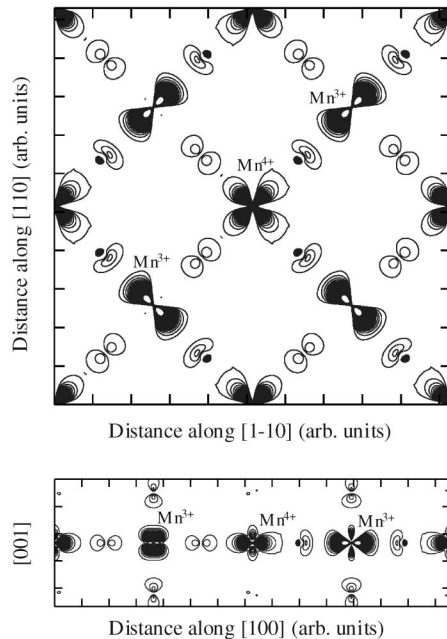 Distance along [110] (arb. units)
Mn3+
Mn4+
Mn3+
Distance along [1-10] (arb. units)
[001]
Mn3+
Mn4+
Mn3+
Distance along [100] (arb. units)